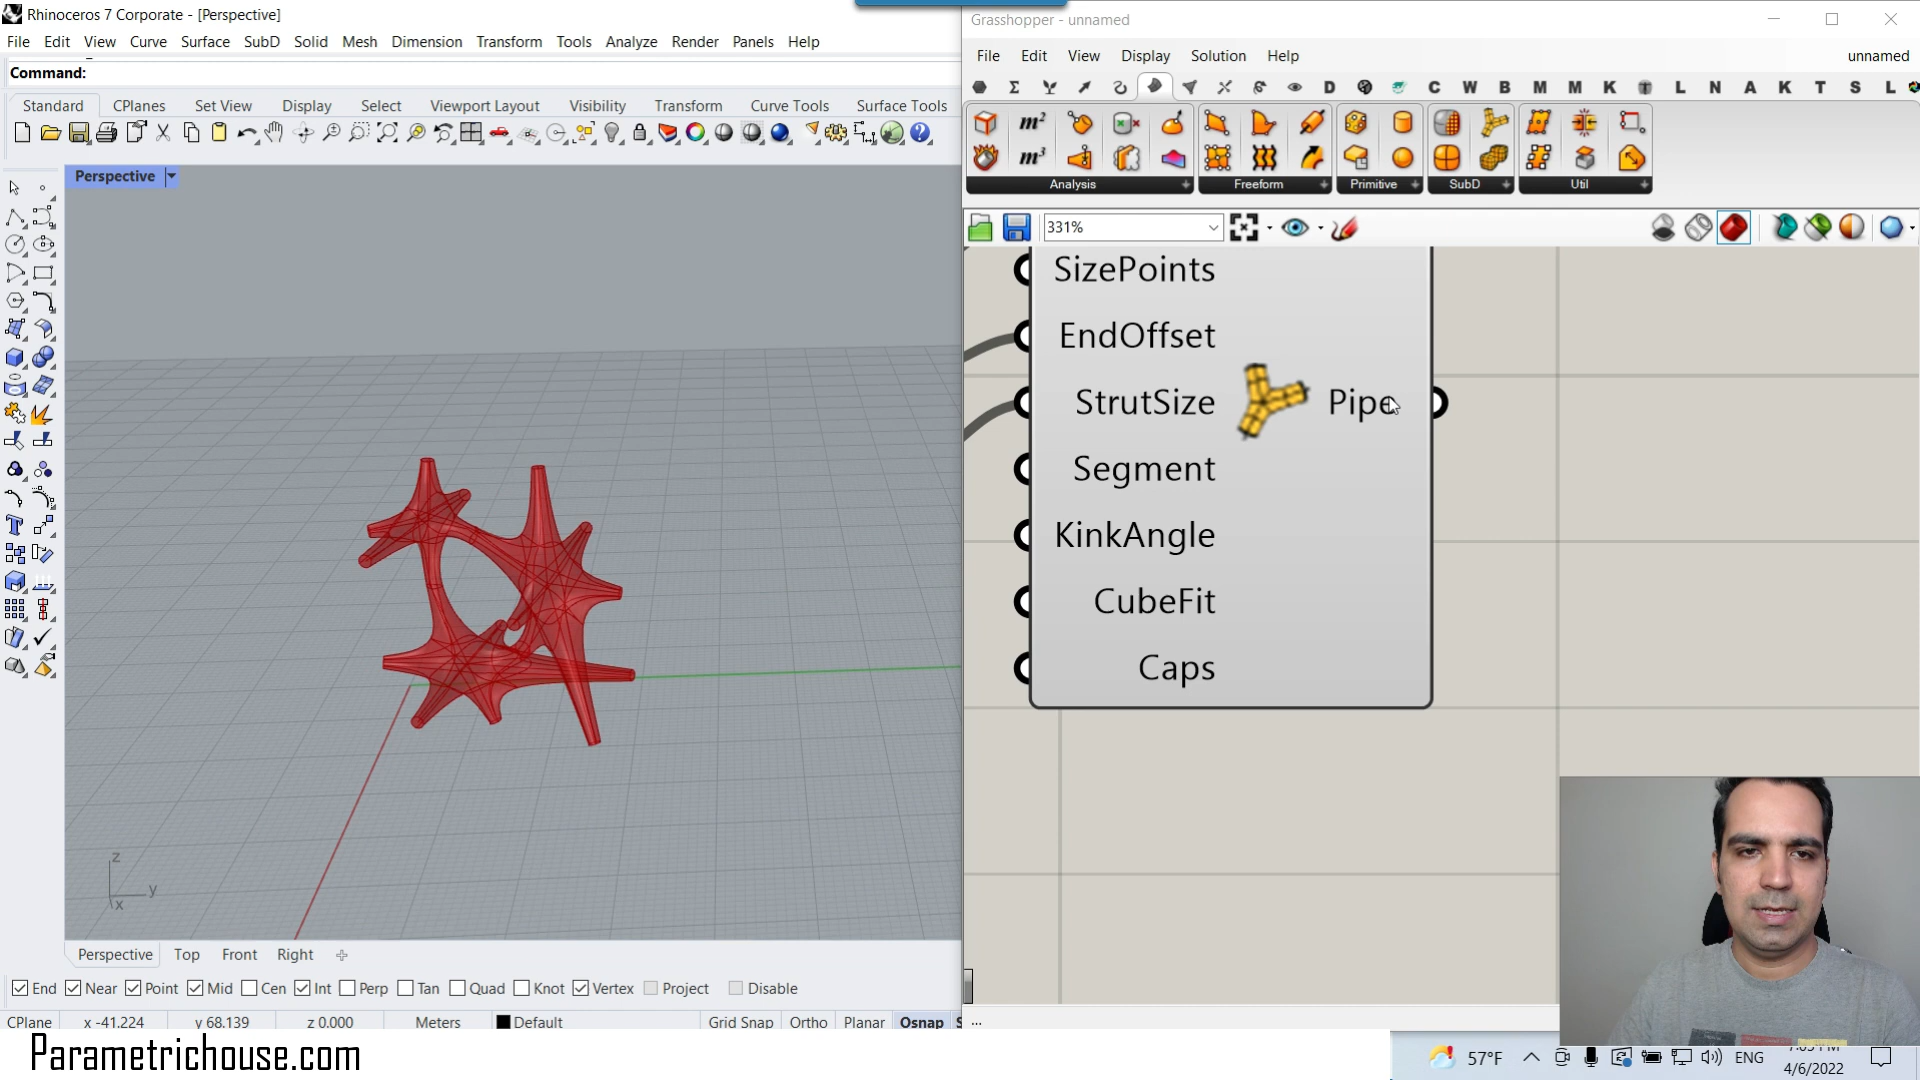 Rhinoceros 7 Corporate - [Perspective]
File Edit View Curve Surface SubD Solid Mesh Dimension Transform Tools Analyze Render Panels Help
Command:
Standard CPlanes Set View Display Select Viewport Layout Visibility Transform Curve Tools Surface Tools
Perspective
z
y
x
Perspective Top Front Right
End Near Point Mid Cen Int Perp Tan Quad Knot Vertex Project Disable
CPlane x -41.224 y 68.139 z 0.000 Meters Default Grid Snap Ortho Planar Osnap
Parametrichouse.com
Grasshopper - unnamed
File Edit View Display Solution Help unnamed
D C W B M M K L N A K T S L
m²
m³
Analysis Freeform Primitive SubD Util
331%
SizePoints
EndOffset
StrutSize Pipe
Segment
KinkAngle
CubeFit
Caps
...
57°F ENG
4/6/2022